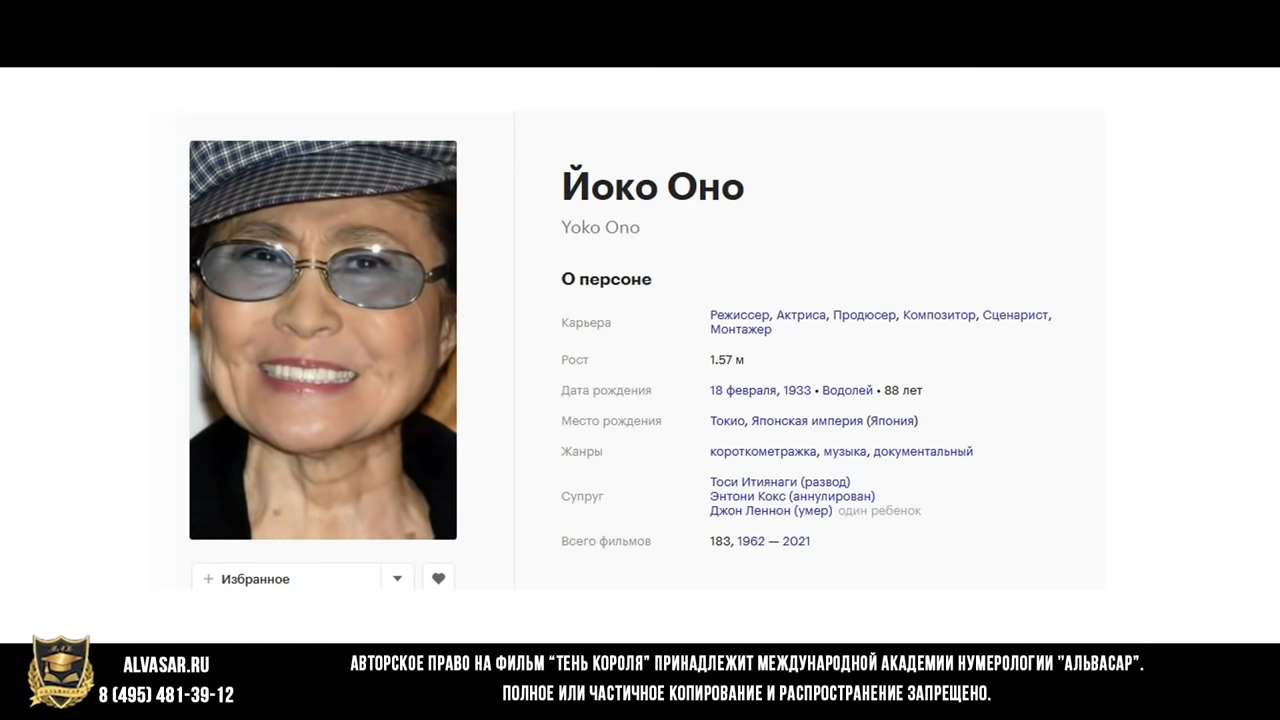 Йоко Оно
Yoko Ono
О персоне
Карьера
Режиссер, Актриса, Продюсер, Композитор, Сценарист,
Монтажер
Рост
1.57 м
Дата рождения
18 февраля, 1933 • Водолей • 88 лет
Место рождения
Токио, Японская империя (Япония)
Жанры
короткометражка, музыка, документальный
Супруг
Тоси Итиянаги (развод)
Энтони Кокс (аннулирован)
Джон Леннон (умер) один ребенок
Всего фильмов
183, 1962 — 2021
+ Избранное
ALVASAR.RU
8 (495) 481-39-12
АВТОРСКОЕ ПРАВО НА ФИЛЬМ “ТЕНЬ КОРОЛЯ” ПРИНАДЛЕЖИТ МЕЖДУНАРОДНОЙ АКАДЕМИИ НУМЕРОЛОГИИ ”АЛЬВАСАР”.
ПОЛНОЕ ИЛИ ЧАСТИЧНОЕ КОПИРОВАНИЕ И РАСПРОСТРАНЕНИЕ ЗАПРЕЩЕНО.